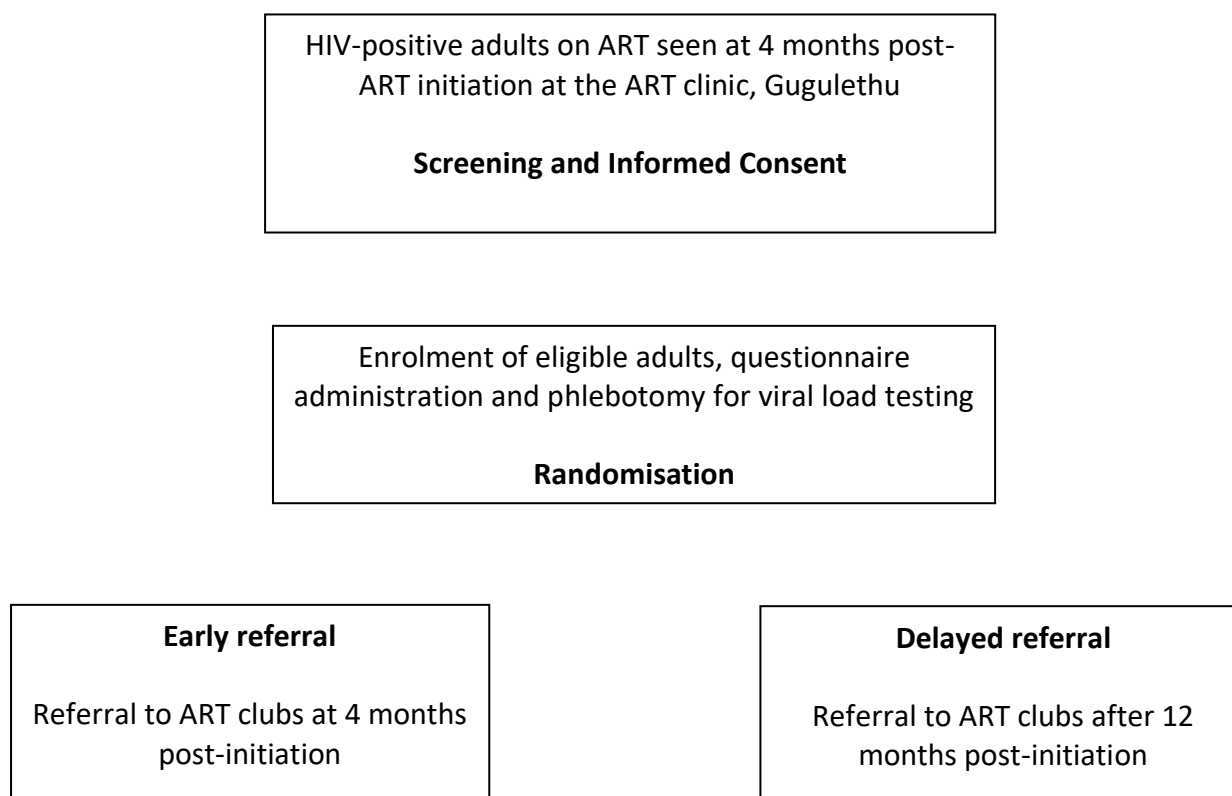 HIV-positive adults on ART seen at 4 months post-
ART initiation at the ART clinic, Gugulethu
Screening and Informed Consent
Enrolment of eligible adults, questionnaire
administration and phlebotomy for viral load testing
Randomisation
Early referral
Referral to ART clubs at 4 months
post-initiation
Delayed referral
Referral to ART clubs after 12
months post-initiation